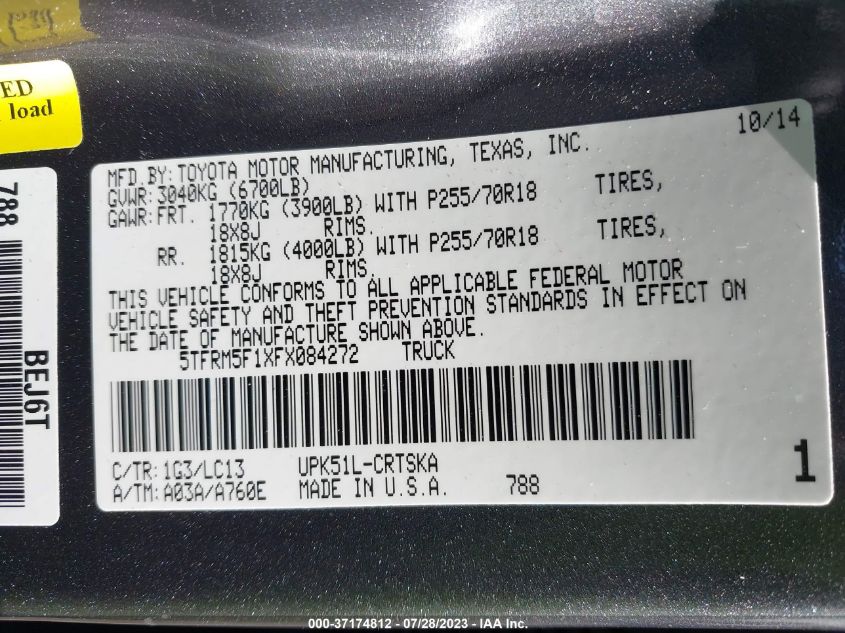 ED
load
788
BEJ6T
10/14
MFD.BY:TOYOTA MOTOR MANUFACTURING, TEXAS, INC.
GVWR:3040KG (6700LB)
GAWR:FRT. 1770KG (3900LB) WITH P255/70R18 TIRES,
18X8J RIMS.
RR. 1815KG (4000LB) WITH P255/70R18 TIRES,
18X8J RIMS.
THIS VEHICLE CONFORMS TO ALL APPLICABLE FEDERAL MOTOR
VEHICLE SAFETY AND THEFT PREVENTION STANDARDS IN EFFECT ON
THE DATE OF MANUFACTURE SHOWN ABOVE.
5TFRM5F1XFX084272 TRUCK
C/TR:1G3/LC13 UPK51L-CRTSKA
A/TM:A03A/A760E MADE IN U.S.A. 788
1
000-37174812 - 07/28/2023 - IAA Inc.